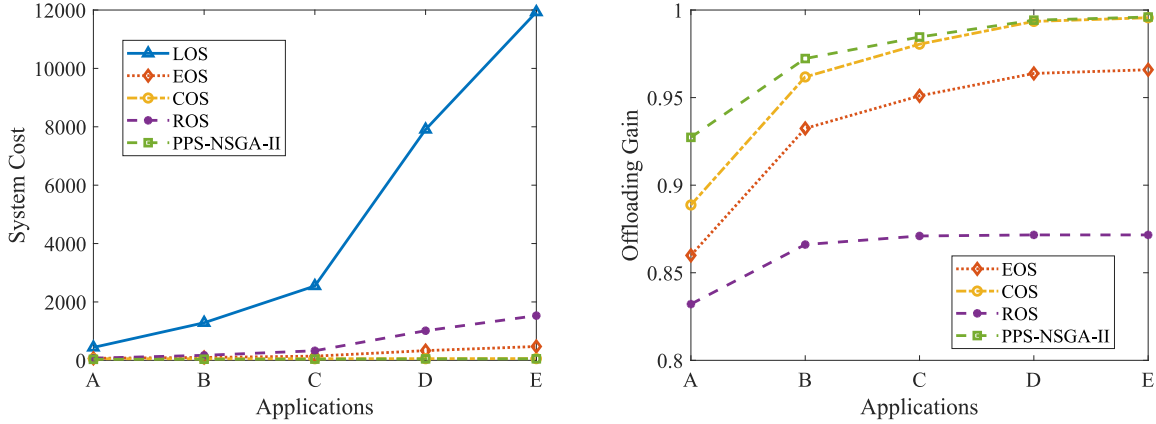 12000
10000
8000
6000
4000
2000
0
System Cost
LOS
EOS
COS
ROS
PPS-NSGA-II
A B C D E
Applications
1
0.95
0.9
0.85
0.8
Offloading Gain
EOS
COS
ROS
PPS-NSGA-II
A B C D E
Applications